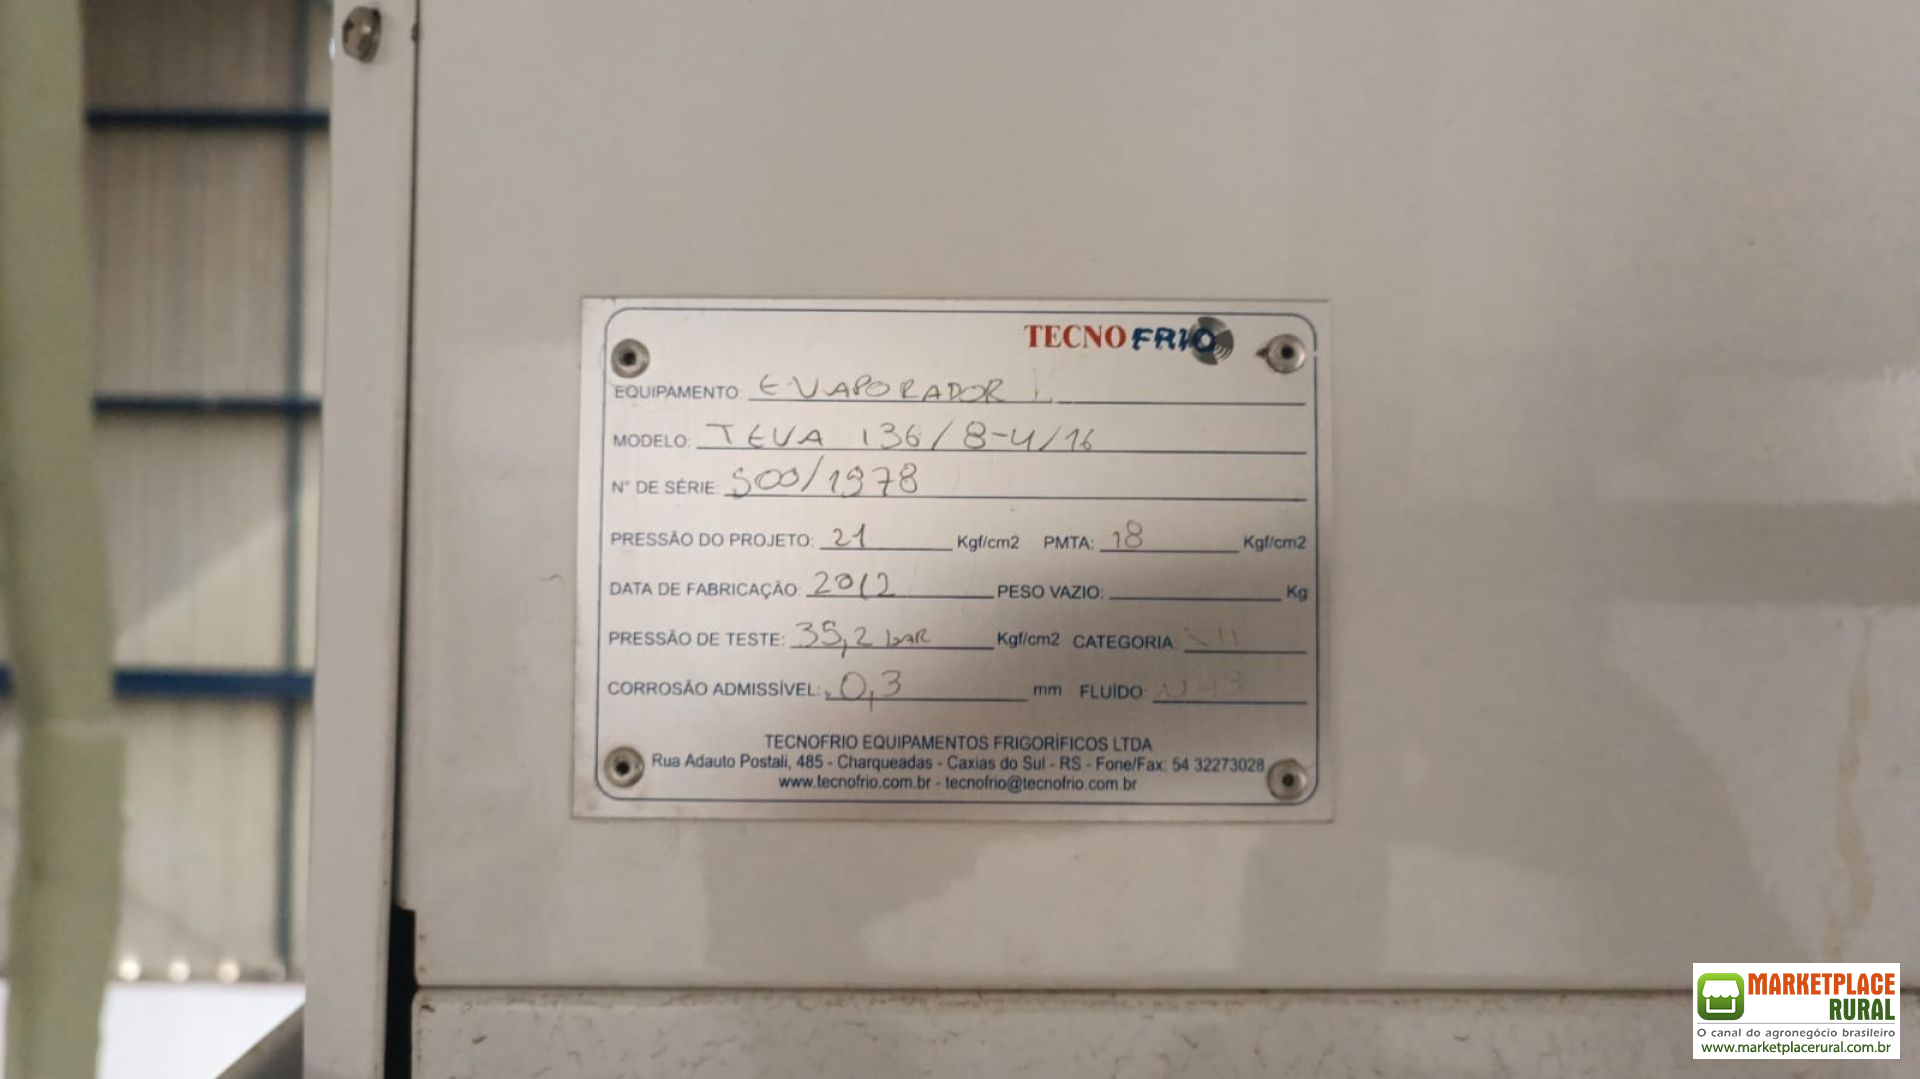 TECNOFRIO
EQUIPAMENTO: EVAPORADOR
MODELO: TEVA 136/8-4/16
N° DE SÉRIE: 500/1978
PRESSÃO DO PROJETO: 21 Kgf/cm2 PMTA: 18 Kgf/cm2
DATA DE FABRICAÇÃO: 2012 PESO VAZIO: Kg
PRESSÃO DE TESTE: 35,2 bAR Kgf/cm2 CATEGORIA:
CORROSÃO ADMISSÍVEL: 0,3 mm FLUÍDO: NH3
TECNOFRIO EQUIPAMENTOS FRIGORÍFICOS LTDA
Rua Adauto Postali, 485 - Charqueadas - Caxias do Sul - RS - Fone/Fax: 54 32273028
www.tecnofrio.com.br - tecnofrio@tecnofrio.com.br
MARKETPLACE
RURAL
O canal do agronegócio brasileiro
www.marketplacerural.com.br